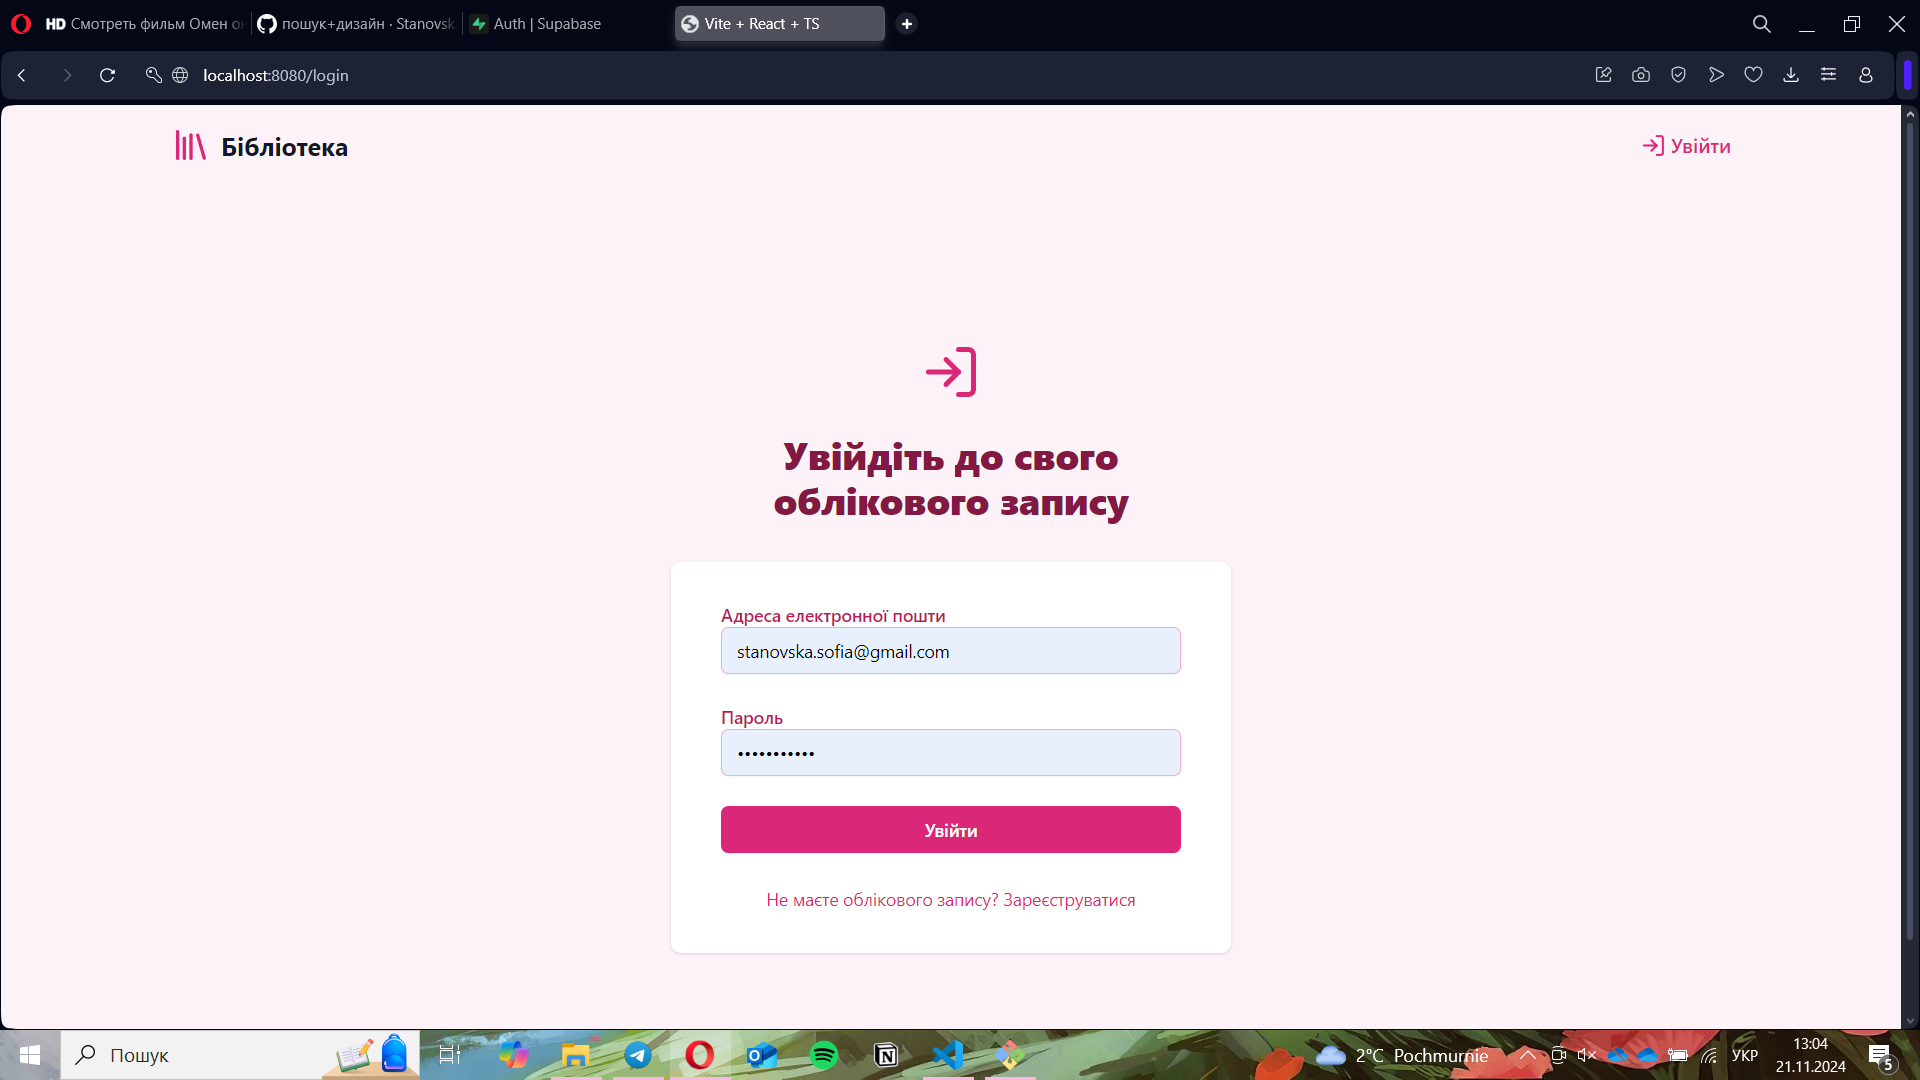 HD Смотреть фильм Омен он
пошук+дизайн · Stanovsk
Auth | Supabase
Vite + React + TS
localhost:8080/login
Бібліотека
Увійти
Увійдіть до свого
облікового запису
Адреса електронної пошти
stanovska.sofia@gmail.com
Пароль
•••••••••••
Увійти
Не маєте облікового запису? Зареєструватися
Пошук
2°C Pochmurnie
УКР
13:04
21.11.2024
5